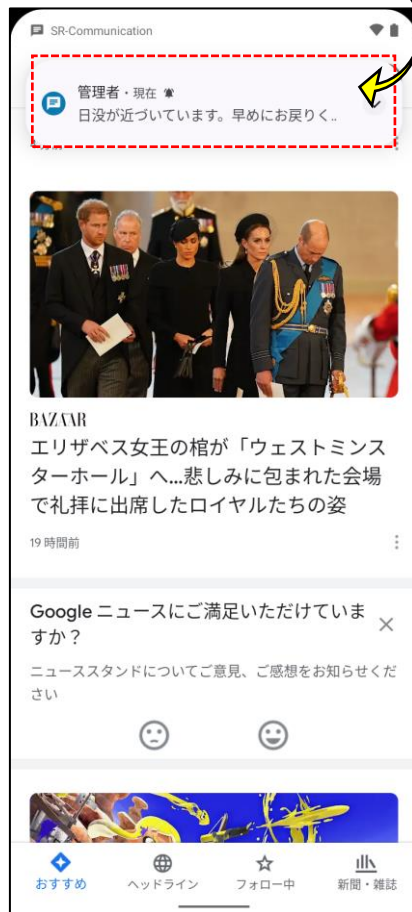 SR-Communication
管理者・現在
日没が近づいています。早めにお戻りく..
BAZAAR
エリザベス女王の棺が「ウェストミンス
ターホール」へ...悲しみに包まれた会場
で礼拝に出席したロイヤルたちの姿
19 時間前
Google ニュースにご満足いただけていま
すか？
ニューススタンドについてご意見、ご感想をお知らせくだ
さい
おすすめ
ヘッドライン
フォロー中
新聞・雑誌